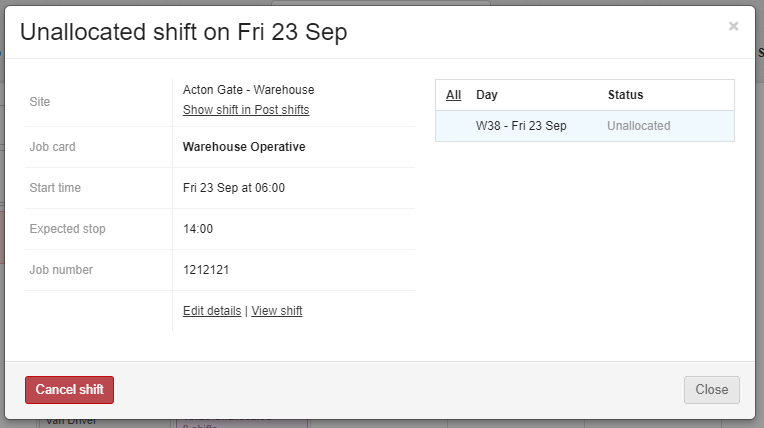 Unallocated shift on Fri 23 Sep
×
Site
Acton Gate - Warehouse
Show shift in Post shifts
Job card
Warehouse Operative
Start time
Fri 23 Sep at 06:00
Expected stop
14:00
Job number
1212121
Edit details | View shift
All Day Status
W38 - Fri 23 Sep Unallocated
Cancel shift
Close
Van Driver